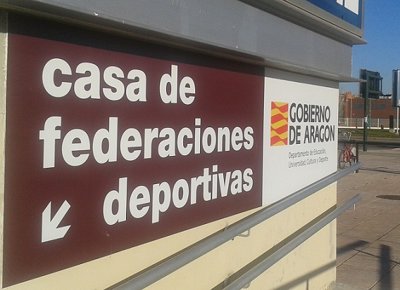 casa de
federaciones
deportivas
GOBIERNO
DE ARAGON
Departamento de Educación,
Universidad, Cultura y Deporte